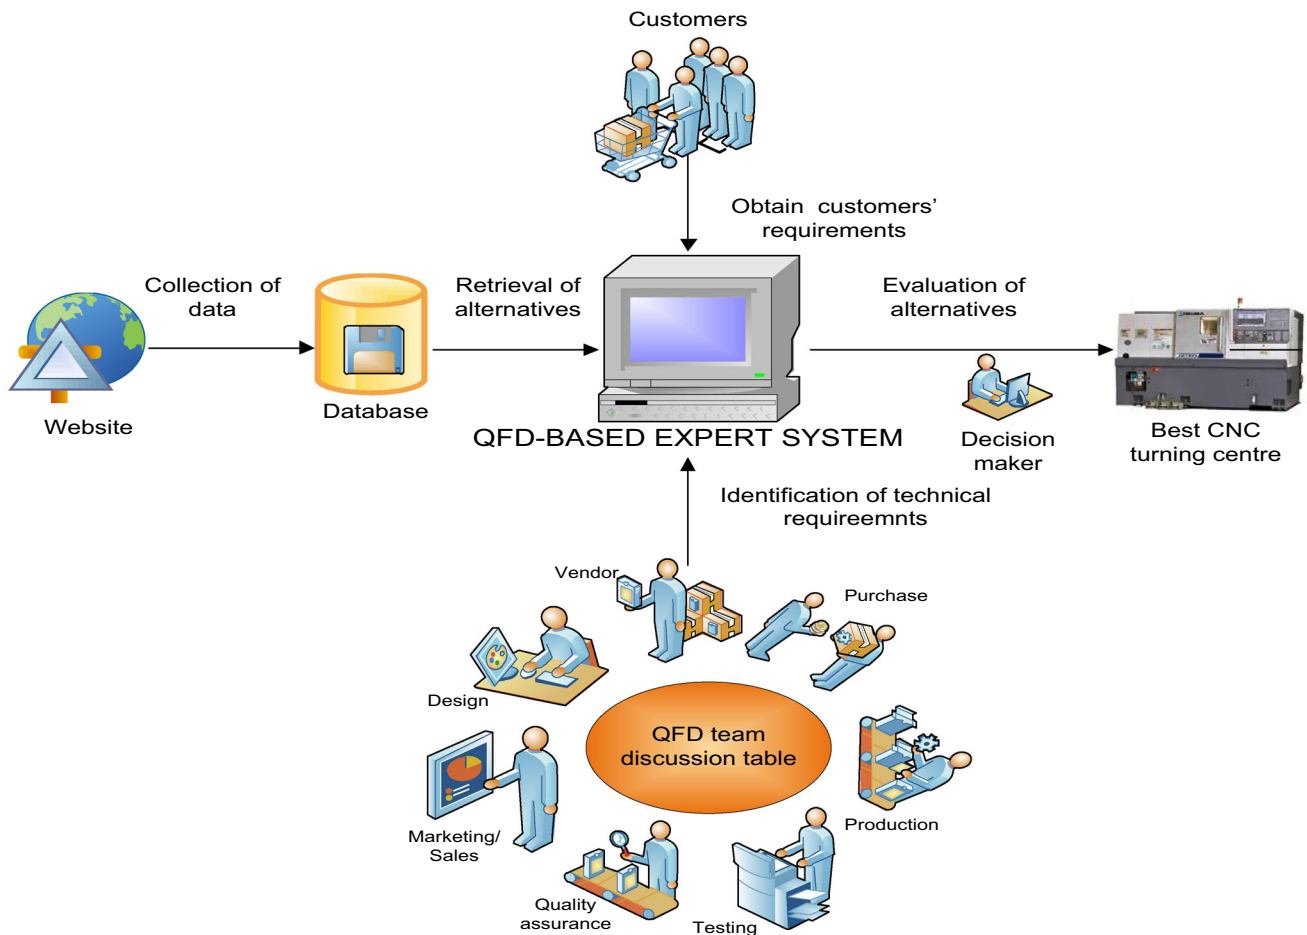 Customers
Obtain  customers’
requirements
Collection of
data
Retrieval of
alternatives
Evaluation of
alternatives
Website
Database
QFD-BASED EXPERT SYSTEM
Decision
maker
Best CNC
turning centre
Identification of technical
requireemnts
Vendor
Purchase
Design
QFD team
discussion table
Marketing/
Sales
Production
Quality
assurance
Testing